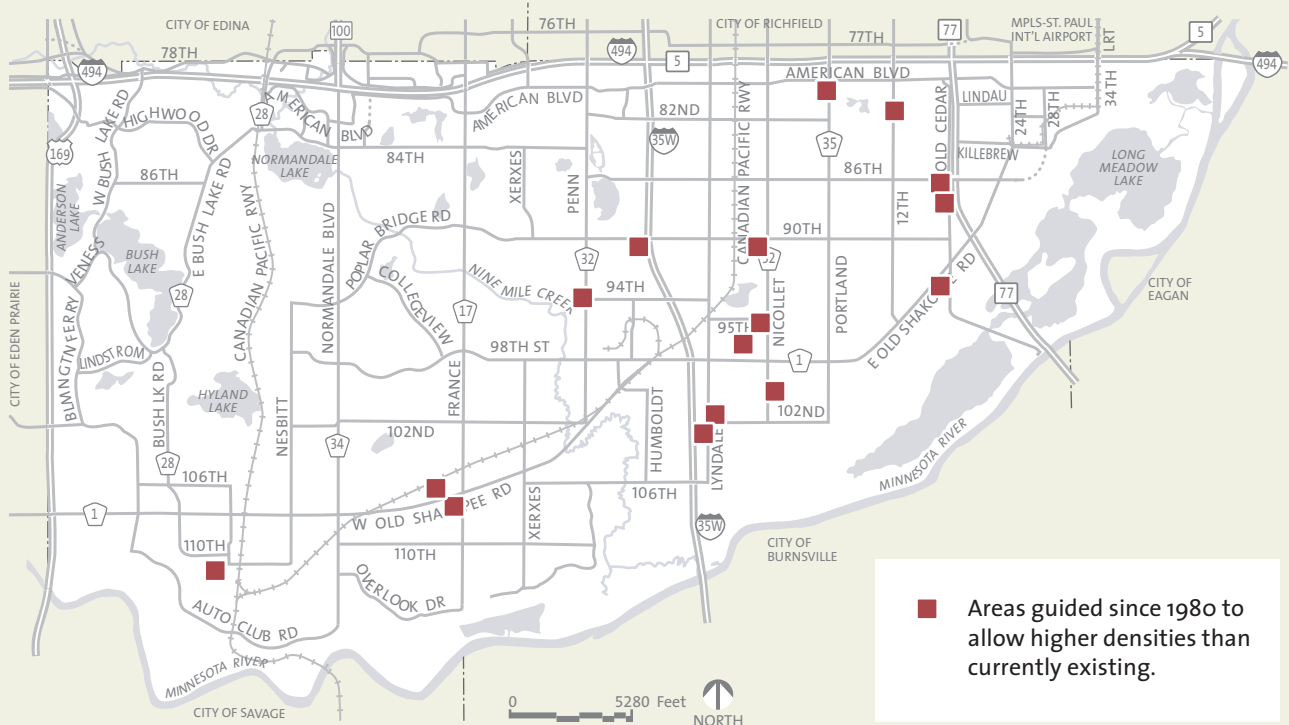 CITY OF EDINA
100
76TH
CITY OF RICHFIELD
77TH
77
MPLS-ST. PAUL
INT'L AIRPORT
LRT
5
78TH
494
494
5
494
AMERICAN BLVD
34TH
W BUSH LAKE RD
HIGHWOOD DR
28
AMERICAN BLVD
AMERICAN BLVD
82ND
OLD CEDAR
LINDAU
24TH
28TH
169
NORMANDALE
LAKE
84TH
XERXES
35W
CANADIAN PACIFIC RWY
35
KILLEBREW
LONG
MEADOW
LAKE
86TH
86TH
ANDERSON
LAKE
E BUSH LAKE RD
CANADIAN PACIFIC RWY
PENN
12TH
POPLAR BRIDGE RD
90TH
BUSH
LAKE
VENESS
NORMANDALE BLVD
COLLEGEVIEW
NINE MILE CREEK
32
32
E OLD SHAKO E RD
CITY OF
EAGAN
CITY OF EDEN PRAIRIE
28
17
94TH
77
BLMNGTN FERRY
95TH
NICOLLET
PORTLAND
LINDSTROM
98TH ST
1
BUSH LK RD
HYLAND
LAKE
NESBITT
FRANCE
HUMBOLDT
102ND
102ND
34
LYNDALE
MINNESOTA RIVER
28
106TH
106TH
W OLD SHA PEE RD
XERXES
1
35W
CITY OF
BURNSVILLE
110TH
110TH
OVERLOOK DR
AUTO CLUB RD
MINNESOTA RIVER
CITY OF SAVAGE
0
5280 Feet
NORTH
Areas guided since 1980 to
allow higher densities than
currently existing.